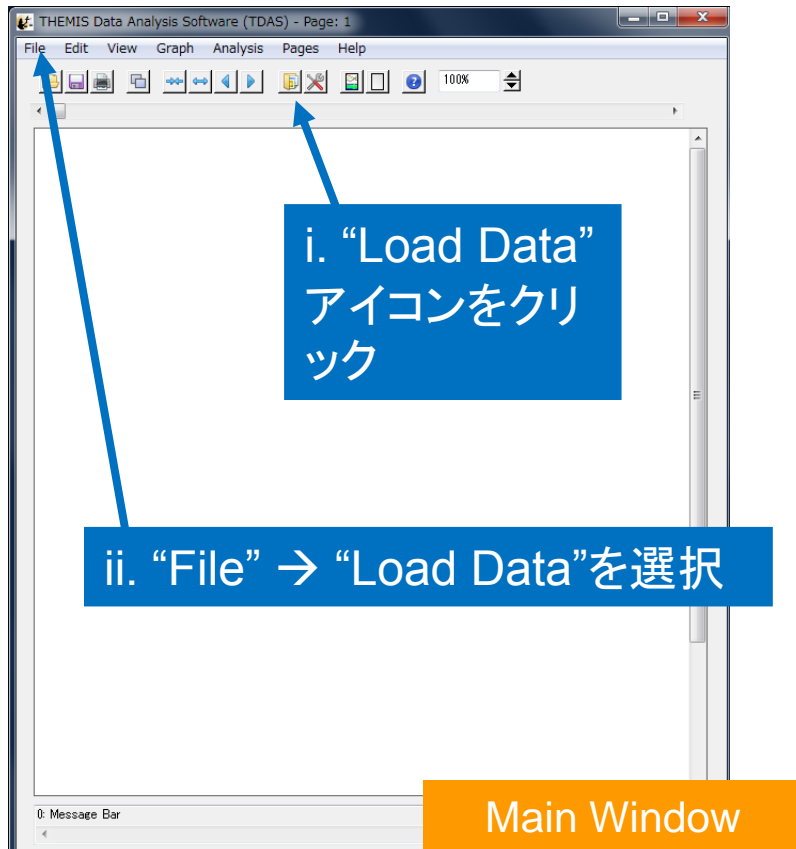 THEMIS Data Analysis Software (TDAS) - Page: 1
File Edit View Graph Analysis Pages Help
100%
i. “Load Data”
アイコンをクリ
ック
ii. “File” → “Load Data”を選択
0: Message Bar
Main Window